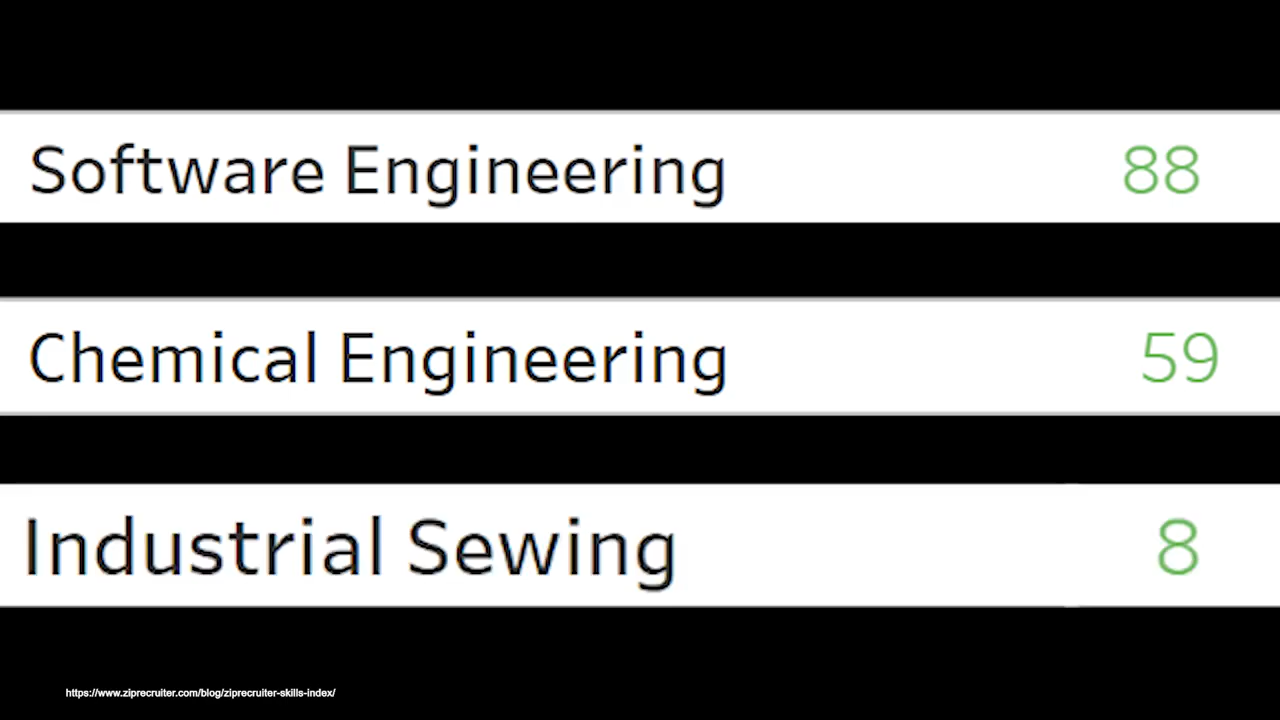 Software Engineering 88
Chemical Engineering 59
Industrial Sewing 8
https://www.ziprecruiter.com/blog/ziprecruiter-skills-index/